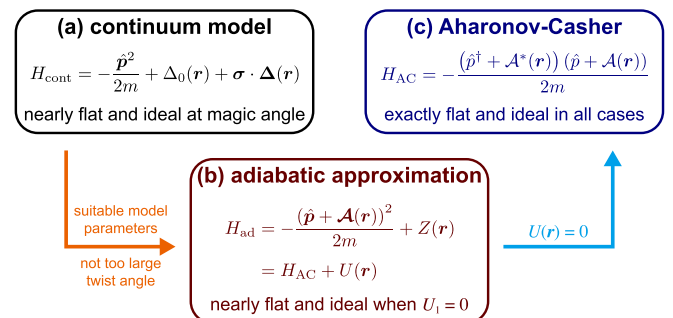 (a) continuum model
H_cont = −p̂²/2m + Δ₀(r) + σ · Δ(r)
nearly flat and ideal at magic angle
(c) Aharonov-Casher
H_AC = −(p̂† + 𝒜*(r)) (p̂ + 𝒜(r))/2m
exactly flat and ideal in all cases
suitable model
parameters
not too large
twist angle
(b) adiabatic approximation
H_ad = −(p̂ + 𝓐(r))²/2m + Z(r)
= H_AC + U(r)
nearly flat and ideal when U₁ = 0
U(r) = 0